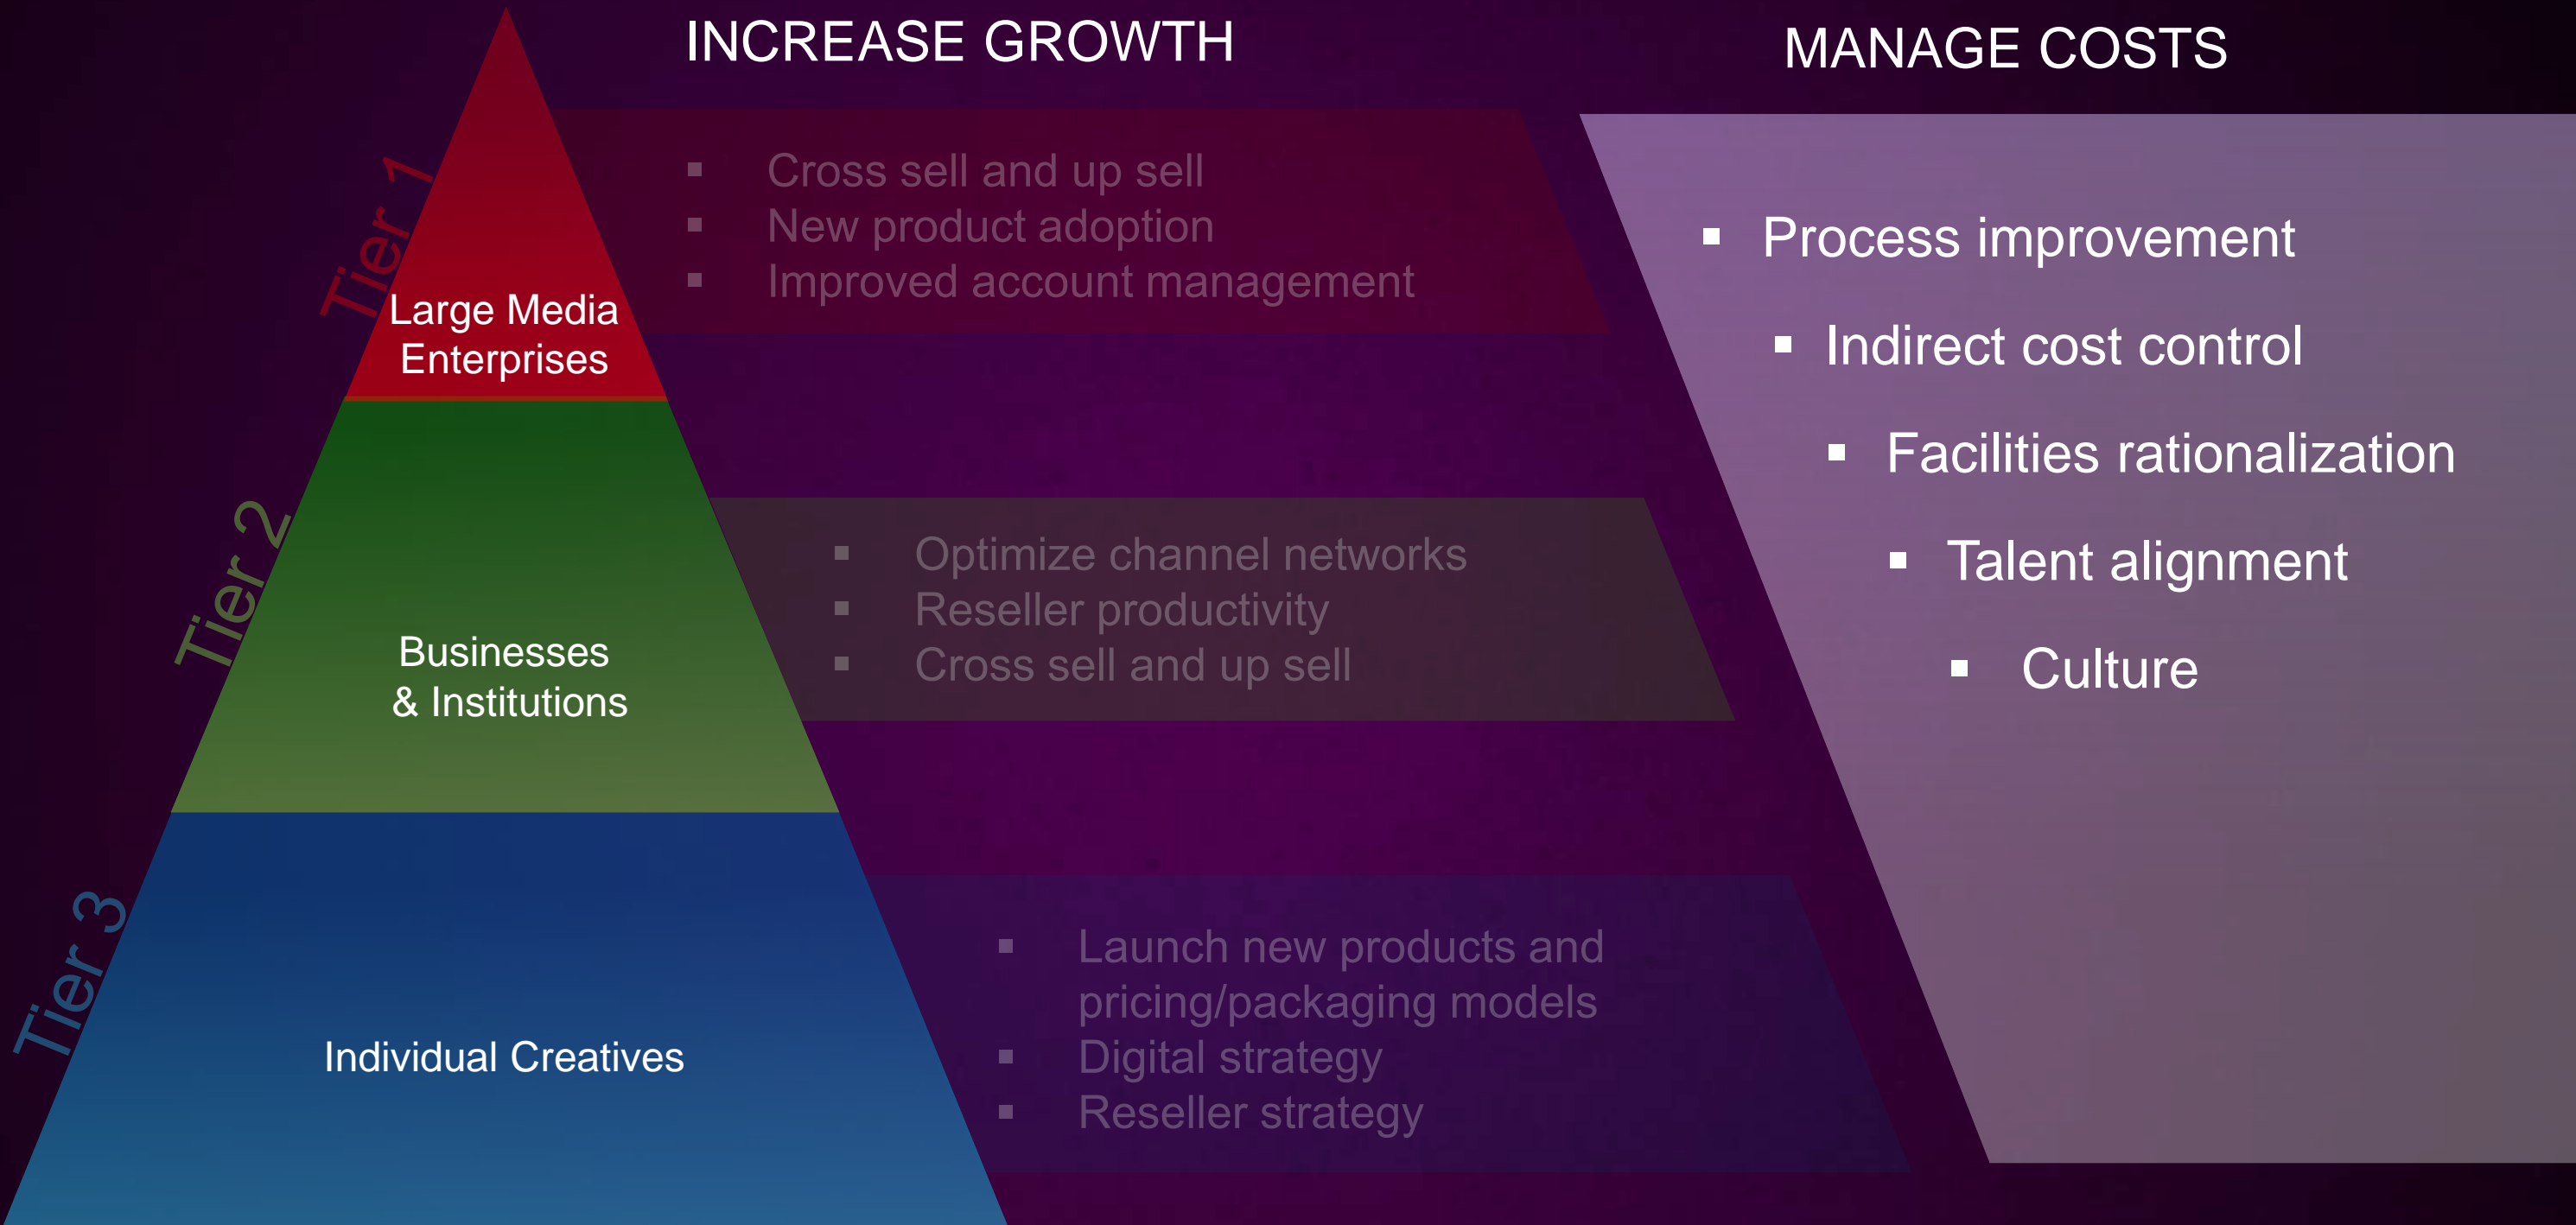 INCREASE GROWTH
MANAGE COSTS
Tier 1
Large Media
Enterprises
▪ Cross sell and up sell
▪ New product adoption
▪ Improved account management
Tier 2
Businesses
& Institutions
▪ Optimize channel networks
▪ Reseller productivity
▪ Cross sell and up sell
Tier 3
Individual Creatives
▪ Launch new products and
pricing/packaging models
▪ Digital strategy
▪ Reseller strategy
▪ Process improvement
▪ Indirect cost control
▪ Facilities rationalization
▪ Talent alignment
▪ Culture